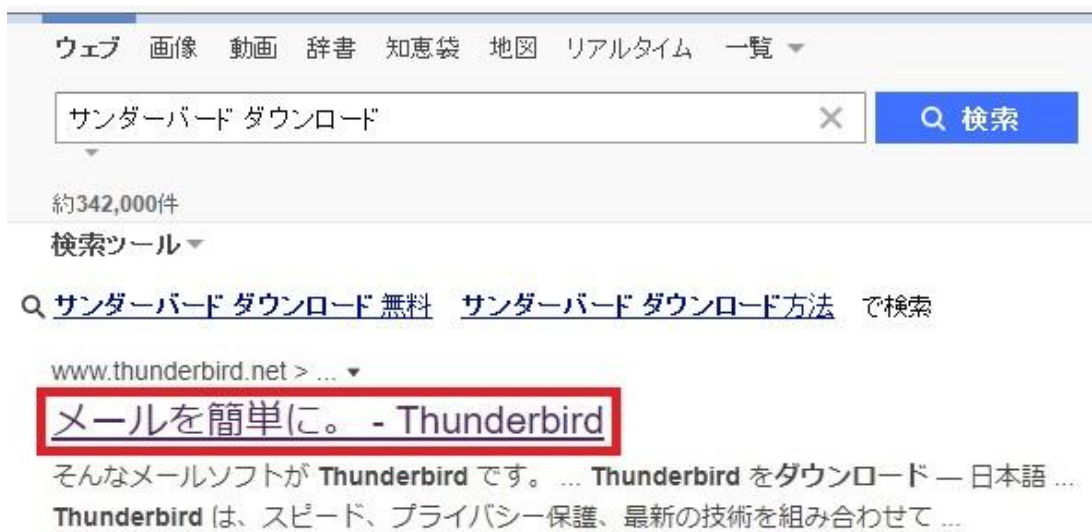 ウェブ 画像 動画 辞書 知恵袋 地図 リアルタイム 一覧
サンダーバード ダウンロード
検索
約342,000件
検索ツール
サンダーバード ダウンロード 無料 サンダーバード ダウンロード方法 で検索
www.thunderbird.net > ...
メールを簡単に。 - Thunderbird
そんなメールソフトが Thunderbird です。 ... Thunderbird をダウンロード — 日本語 ...
Thunderbird は、スピード、プライバシー保護、最新の技術を組み合わせて ...